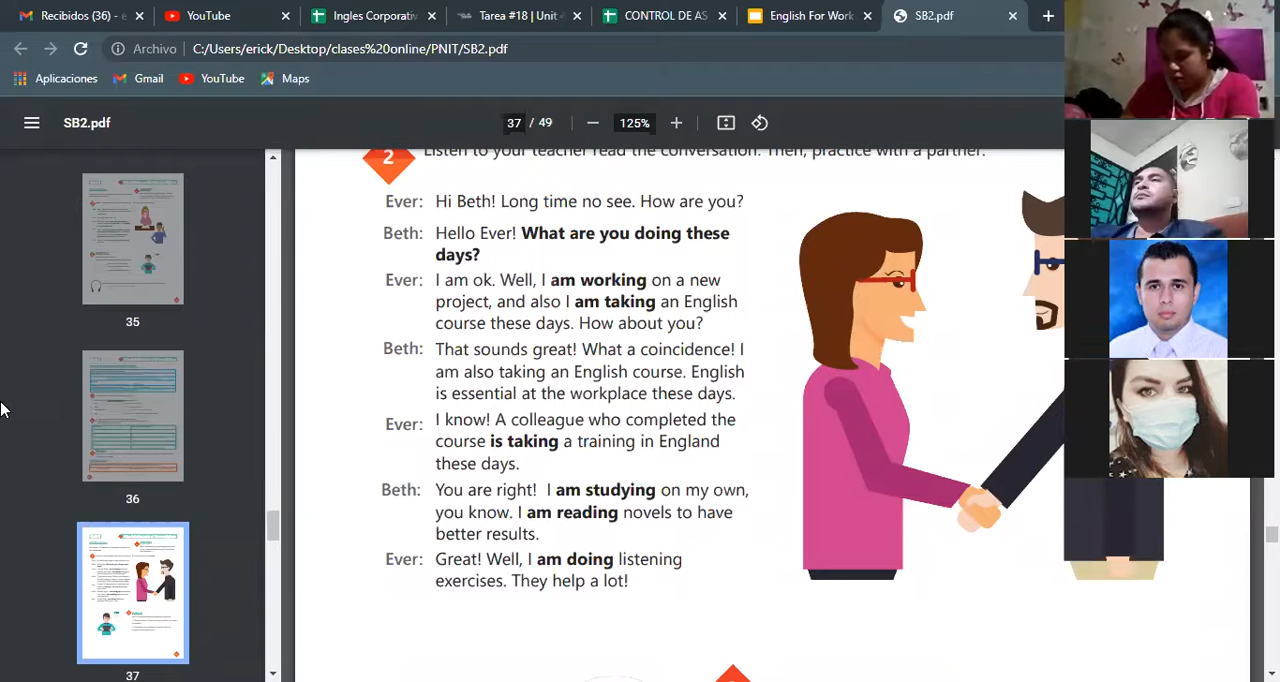 Recibidos (36) - e
YouTube
Ingles Corporativ
Tarea #18 | Unit
CONTROL DE AS
English For Work
SB2.pdf
Archivo
C:/Users/erick/Desktop/clases%20online/PNIT/SB2.pdf
Aplicaciones
Gmail
YouTube
Maps
SB2.pdf
37 / 49
125%
2 Listen to your teacher read the conversation. Then, practice with a partner.
Ever: Hi Beth! Long time no see. How are you?
Beth: Hello Ever! What are you doing these
days?
Ever: I am ok. Well, I am working on a new
project, and also I am taking an English
course these days. How about you?
Beth: That sounds great! What a coincidence! I
am also taking an English course. English
is essential at the workplace these days.
Ever: I know! A colleague who completed the
course is taking a training in England
these days.
Beth: You are right! I am studying on my own,
you know. I am reading novels to have
better results.
Ever: Great! Well, I am doing listening
exercises. They help a lot!
35
36
37